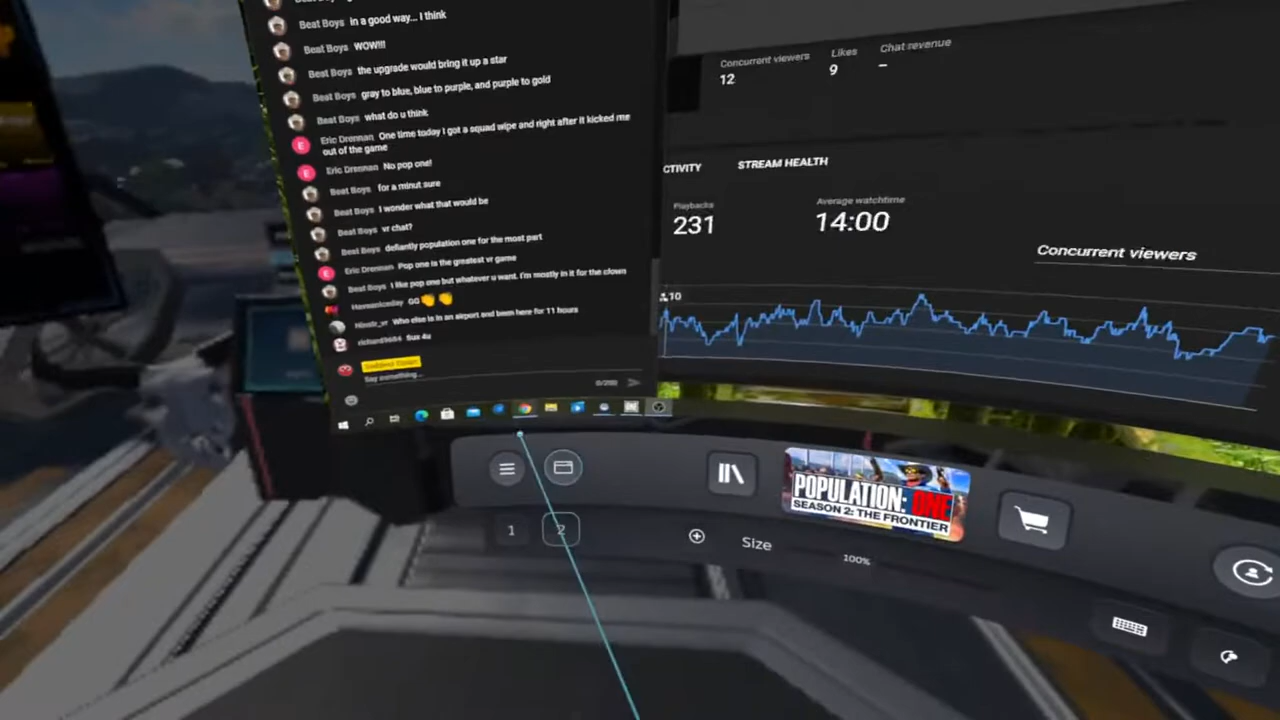 Beat Boys in a good way... I think
Beat Boys WOW!!!
Beat Boys the upgrade would bring it up a star
Beat Boys gray to blue, blue to purple, and purple to gold
Beat Boys what do u think
Eric Drennan One time today I got a squad wipe and right after it kicked me
out of the game
Eric Drennan No pop one!
Beat Boys for a minut sure
Beat Boys I wonder what that would be
Beat Boys vr chat?
Beat Boys defiantly population one for the most part
Eric Drennan Pop one is the greatest vr game
Beat Boys I like pop one but whatever u want. I'm mostly in it for the clown
GG
Who else is in an airport and been here for 11 hours
richard9684 Sux 4u
Say something...
0/200
Concurrent viewers
12
Likes
9
Chat revenue
–
CTIVITY
STREAM HEALTH
Playbacks
231
Average watchtime
14:00
Concurrent viewers
10
POPULATION: ONE
SEASON 2: THE FRONTIER
1
2
Size
100%